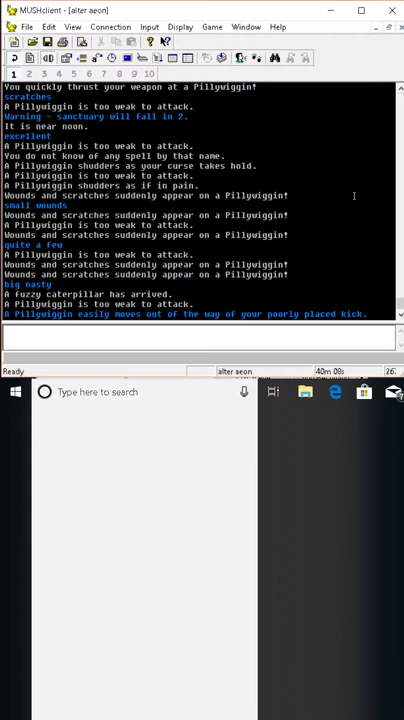 MUSHclient - [alter aeon]
File Edit View Connection Input Display Game Window Help
1 2 3 4 5 6 7 8 9 10
You quickly thrust your weapon at a Pillywiggin!
scratches
A Pillywiggin is too weak to attack.
Warning - sanctuary will fall in 2.
It is near noon.
excellent
A Pillywiggin is too weak to attack.
You do not know of any spell by that name.
A Pillywiggin shudders as your curse takes hold.
A Pillywiggin is too weak to attack.
A Pillywiggin shudders as if in pain.
Wounds and scratches suddenly appear on a Pillywiggin!
small wounds
Wounds and scratches suddenly appear on a Pillywiggin!
A Pillywiggin is too weak to attack.
Wounds and scratches suddenly appear on a Pillywiggin!
quite a few
A Pillywiggin is too weak to attack.
Wounds and scratches suddenly appear on a Pillywiggin!
Wounds and scratches suddenly appear on a Pillywiggin!
big nasty
A fuzzy caterpillar has arrived.
A Pillywiggin is too weak to attack.
A Pillywiggin easily moves out of the way of your poorly placed kick.
Ready alter aeon 40m 08s
Type here to search